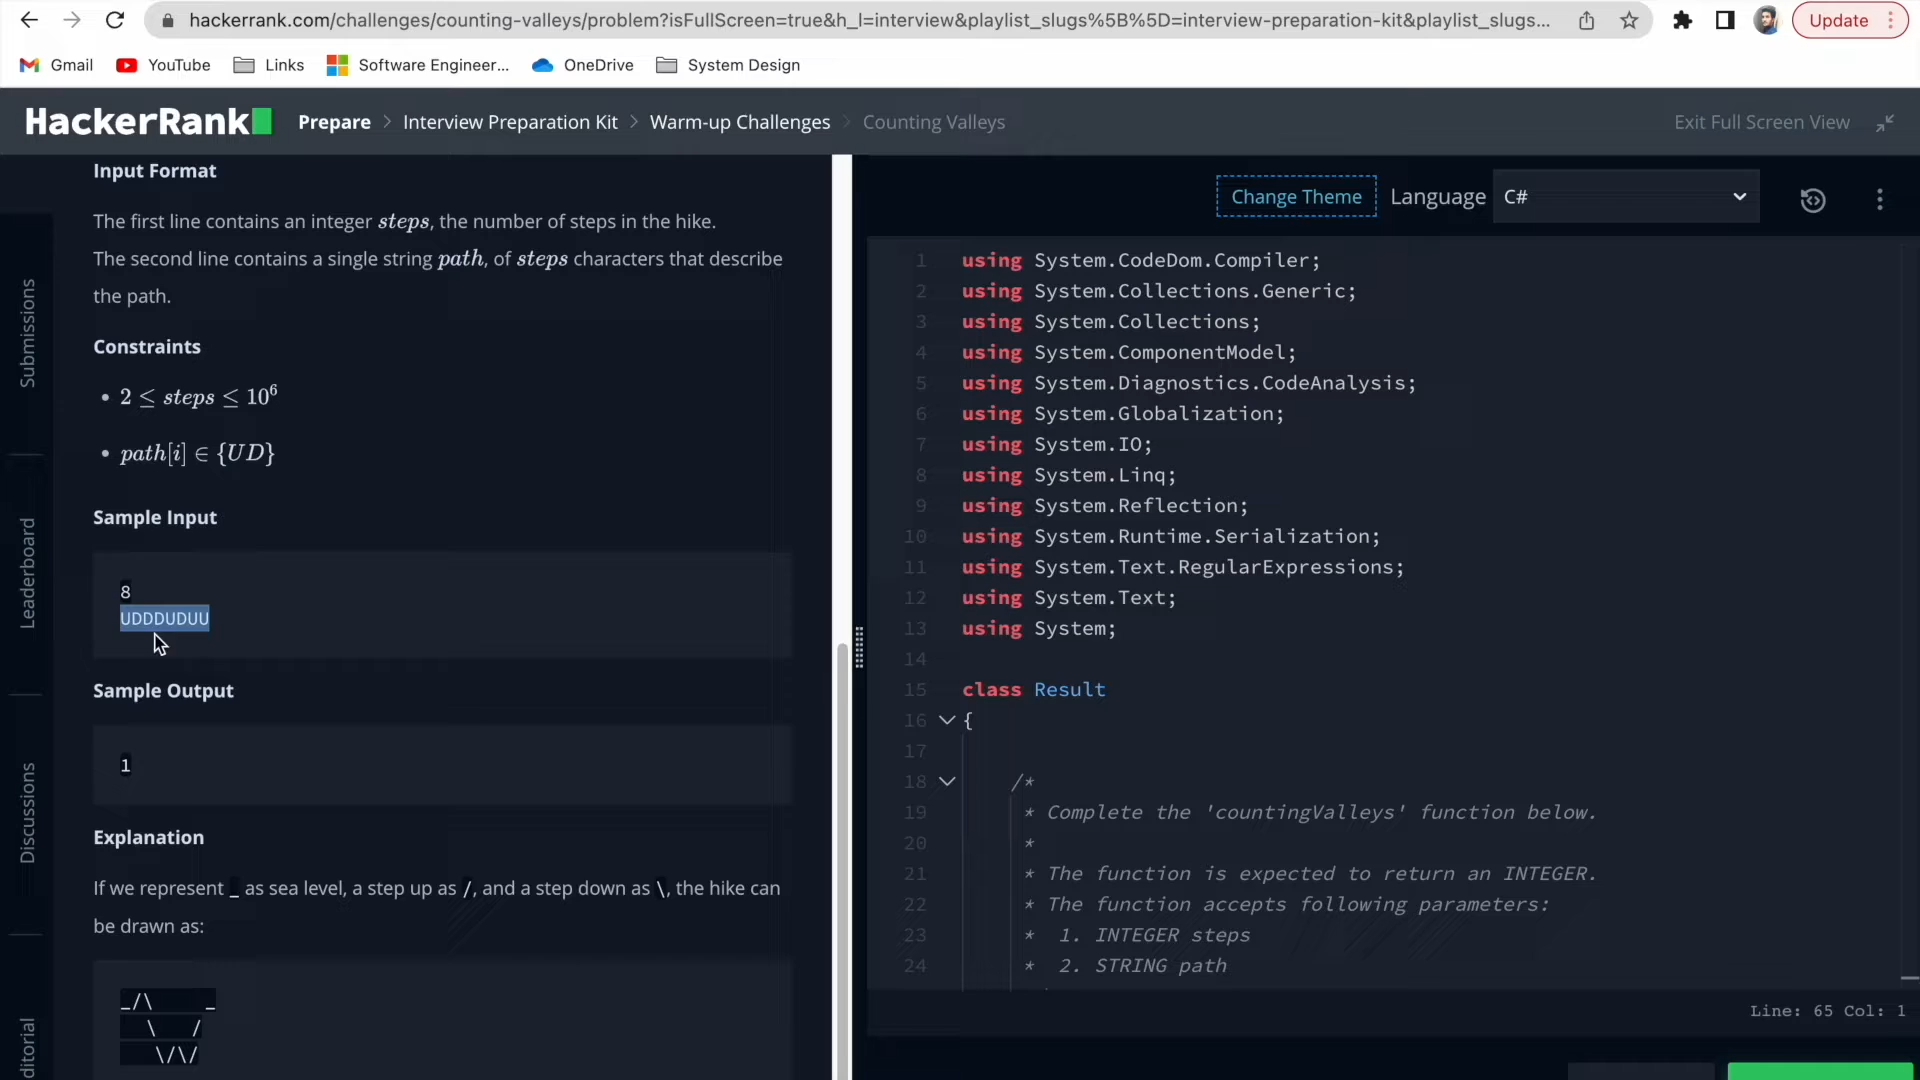 hackerrank.com/challenges/counting-valleys/problem?isFullScreen=true&h_l=interview&playlist_slugs%5B%5D=interview-preparation-kit&playlist_slugs...
Update
Gmail
YouTube
Links
Software Engineer...
OneDrive
System Design
HackerRank
Prepare > Interview Preparation Kit > Warm-up Challenges > Counting Valleys
Exit Full Screen View
Submissions
Leaderboard
Discussions
ditorial
Input Format
The first line contains an integer steps, the number of steps in the hike.
The second line contains a single string path, of steps characters that describe
the path.
Constraints
• 2 ≤ steps ≤ 10⁶
• path[i] ∈ {UD}
Sample Input
8
UDDDUDUU
Sample Output
1
Explanation
If we represent _ as sea level, a step up as /, and a step down as \, the hike can
be drawn as:
_/\      _
   \    /
    \/\/
Change Theme
Language
C#
1 using System.CodeDom.Compiler;
2 using System.Collections.Generic;
3 using System.Collections;
4 using System.ComponentModel;
5 using System.Diagnostics.CodeAnalysis;
6 using System.Globalization;
7 using System.IO;
8 using System.Linq;
9 using System.Reflection;
10 using System.Runtime.Serialization;
11 using System.Text.RegularExpressions;
12 using System.Text;
13 using System;
14
15 class Result
16 {
17
18 /*
19 * Complete the 'countingValleys' function below.
20 *
21 * The function is expected to return an INTEGER.
22 * The function accepts following parameters:
23 * 1. INTEGER steps
24 * 2. STRING path
Line: 65 Col: 1